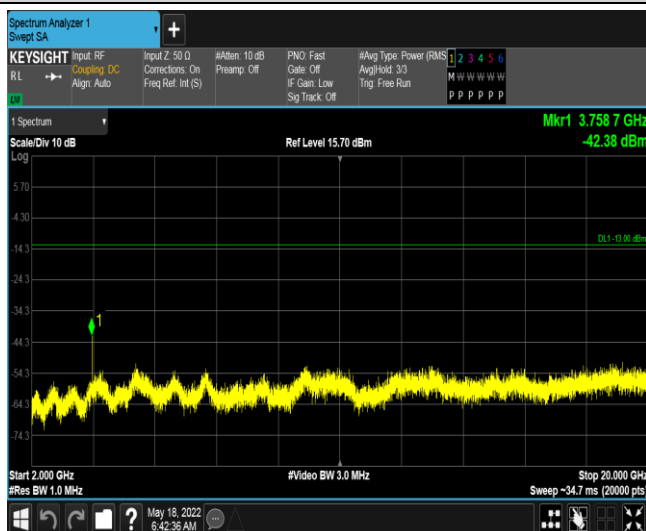 Spectrum Analyzer 1
Swept SA
+
KEYSIGHT Input: RF Input Z: 50 Ω #Atten: 10 dB PNO: Fast #Avg Type: Power (RMS 1 2 3 4 5 6
RL Coupling: DC Corrections: On Preamp: Off Gate: Off Avg|Hold: 3/3 M W W W W W
Align: Auto Freq Ref: Int (S) IF Gain: Low Trig: Free Run
Sig Track: Off P P P P P P
1 Spectrum Mkr1 3.758 7 GHz
Scale/Div 10 dB Ref Level 15.70 dBm -42.38 dBm
Log
5.70
-4.30
DL1 -13.00 dBm
-14.3
-24.3
-34.3
1
-44.3
-54.3
-64.3
-74.3
Start 2.000 GHz #Video BW 3.0 MHz Stop 20.000 GHz
#Res BW 1.0 MHz Sweep ~34.7 ms (20000 pts)
? May 18, 2022
6:42:36 AM